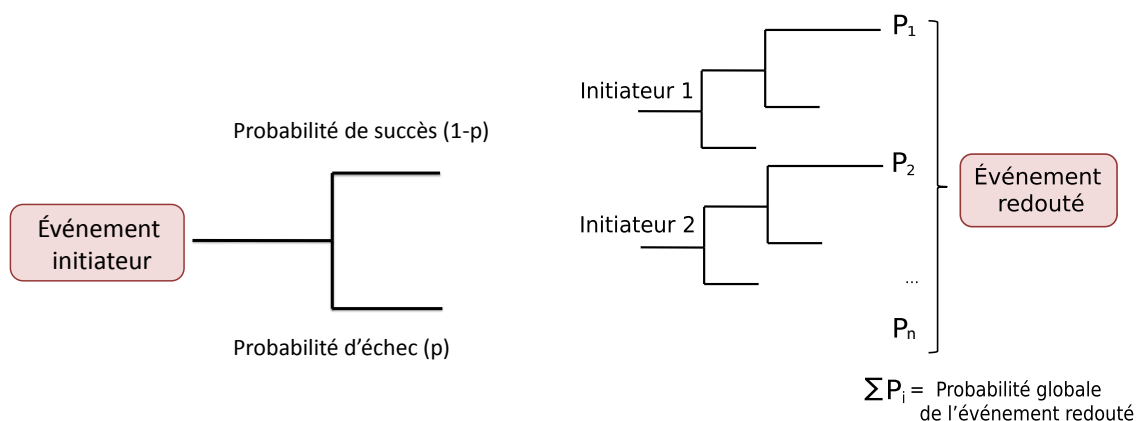 Probabilité de succès (1-p)
Événement
initiateur
Probabilité d'échec (p)
Initiateur 1
P1
Initiateur 2
P2
...
Pn
Événement
redouté
∑Pi = Probabilité globale
de l'événement redouté